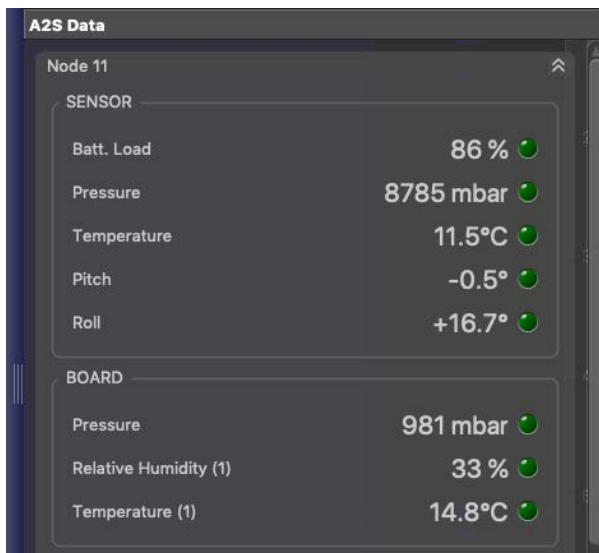 A2S Data
Node 11
SENSOR
Batt. Load 86 %
Pressure 8785 mbar
Temperature 11.5°C
Pitch -0.5°
Roll +16.7°
BOARD
Pressure 981 mbar
Relative Humidity (1) 33 %
Temperature (1) 14.8°C